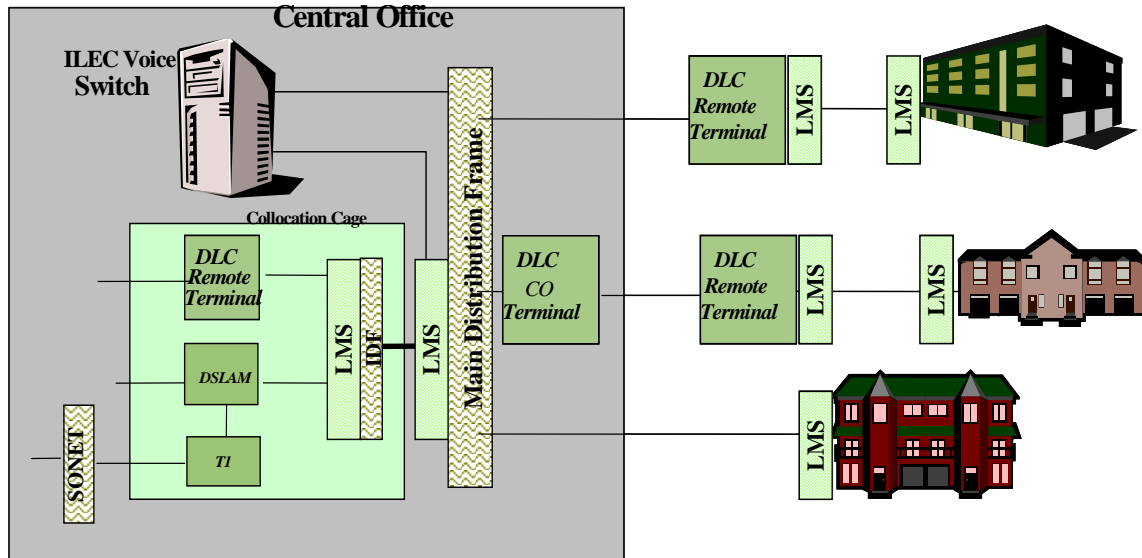 Central Office
ILEC Voice
Switch
DLC
Remote
Terminal
LMS
LMS
Main Distribution Frame
Collocation Cage
DLC
Remote
Terminal
LMS
IDF
LMS
DLC
CO
Terminal
DLC
Remote
Terminal
LMS
LMS
DSLAM
T1
SONET
LMS